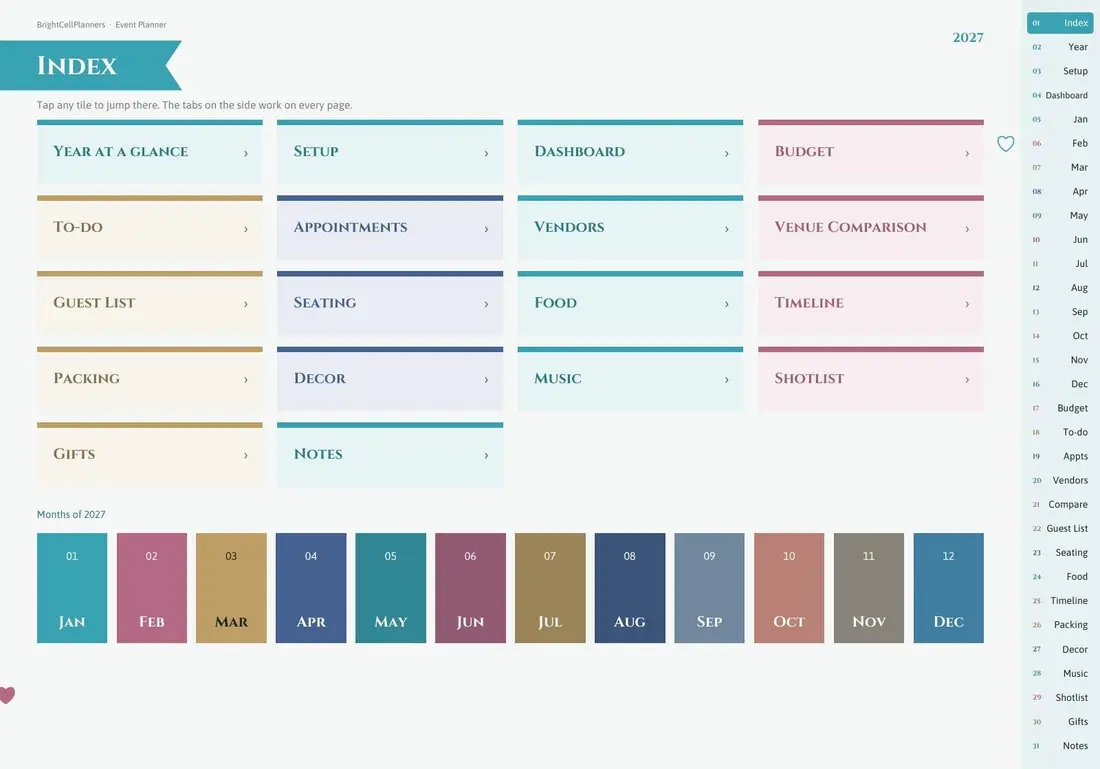 BrightCellPlanners · Event Planner
2027
Index
Tap any tile to jump there. The tabs on the side work on every page.
Year at a glance ›
Setup ›
Dashboard ›
Budget ›
To-do ›
Appointments ›
Vendors ›
Venue Comparison ›
Guest List ›
Seating ›
Food ›
Timeline ›
Packing ›
Decor ›
Music ›
Shotlist ›
Gifts ›
Notes ›
Months of 2027
01 Jan
02 Feb
03 Mar
04 Apr
05 May
06 Jun
07 Jul
08 Aug
09 Sep
10 Oct
11 Nov
12 Dec
01 Index
02 Year
03 Setup
04 Dashboard
05 Jan
06 Feb
07 Mar
08 Apr
09 May
10 Jun
11 Jul
12 Aug
13 Sep
14 Oct
15 Nov
16 Dec
17 Budget
18 To-do
19 Appts
20 Vendors
21 Compare
22 Guest List
23 Seating
24 Food
25 Timeline
26 Packing
27 Decor
28 Music
29 Shotlist
30 Gifts
31 Notes